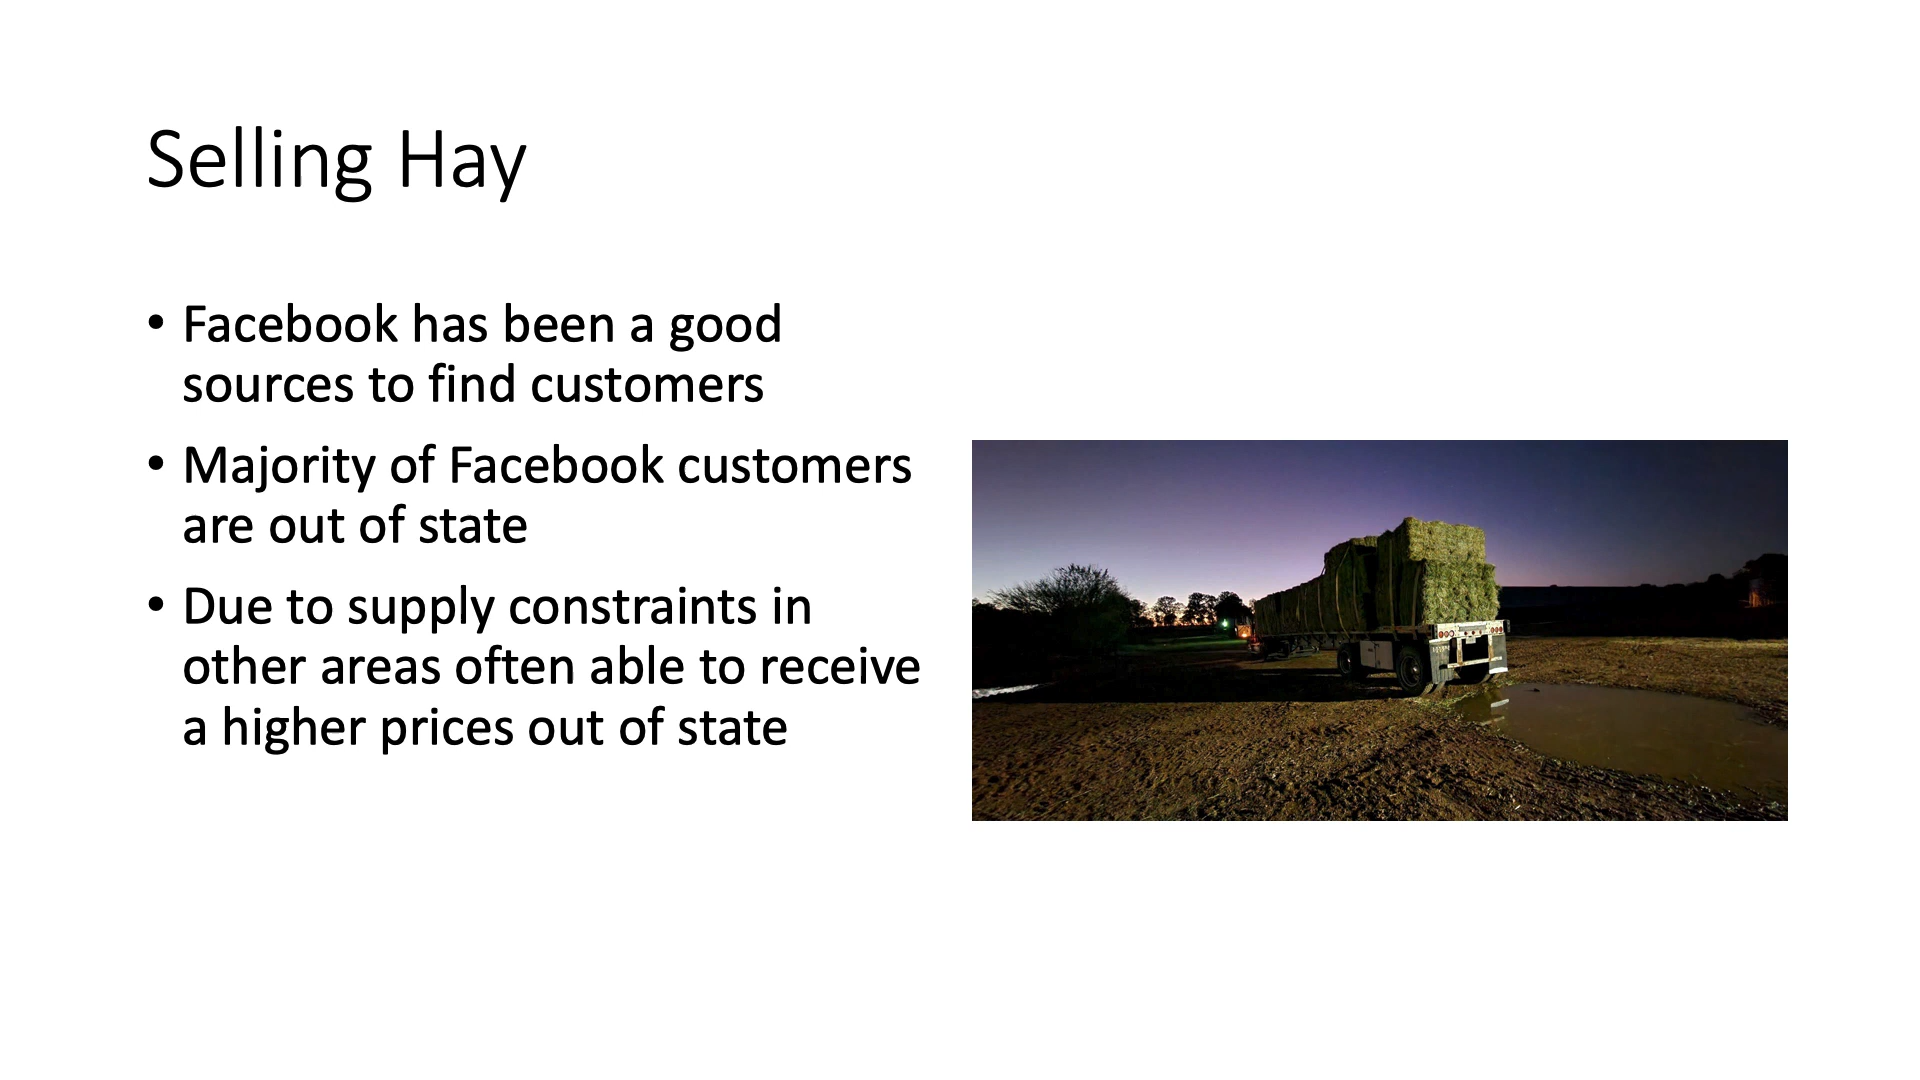 Selling Hay
• Facebook has been a good
sources to find customers
• Majority of Facebook customers
are out of state
• Due to supply constraints in
other areas often able to receive
a higher prices out of state